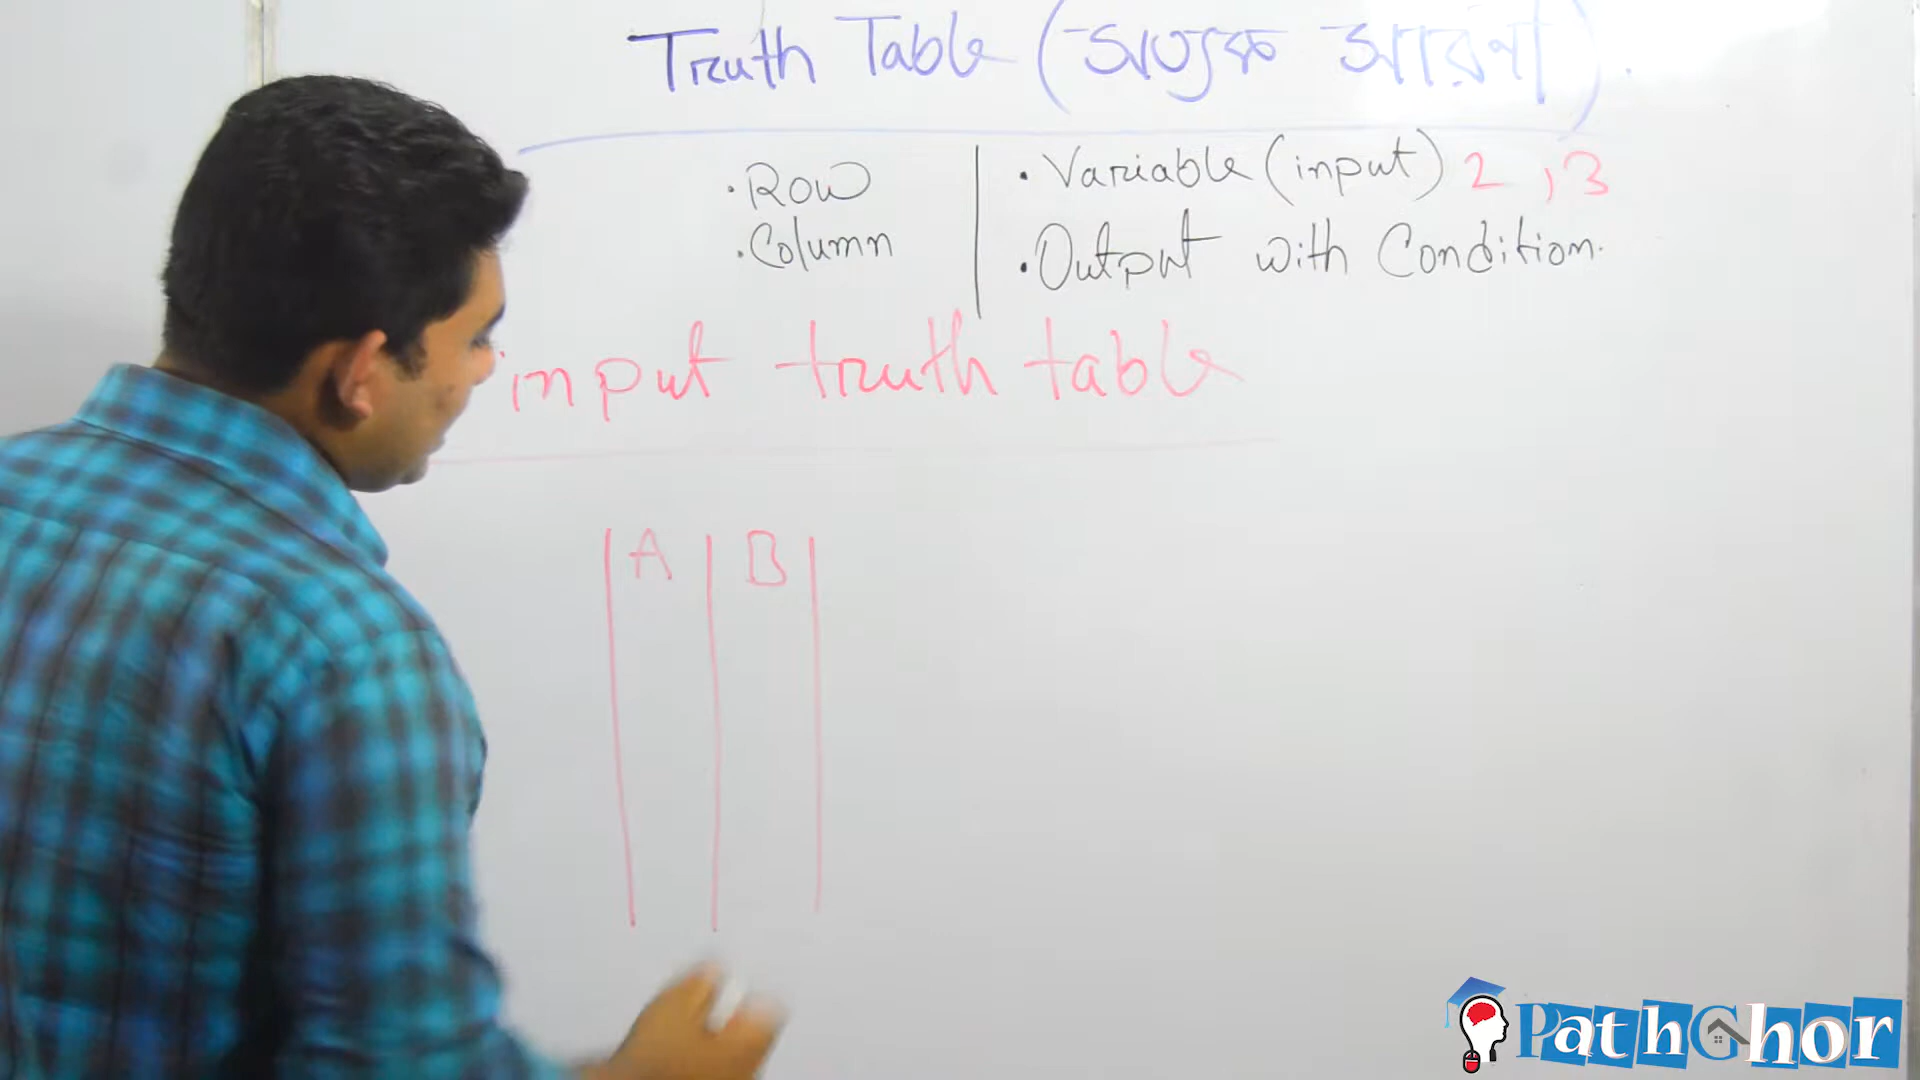 Truth Table (সত্যক সারণী).
• Row
• Column
• Variable (input) 2 , 3
• Output with Condition.
input truth table
A B
PathGhor